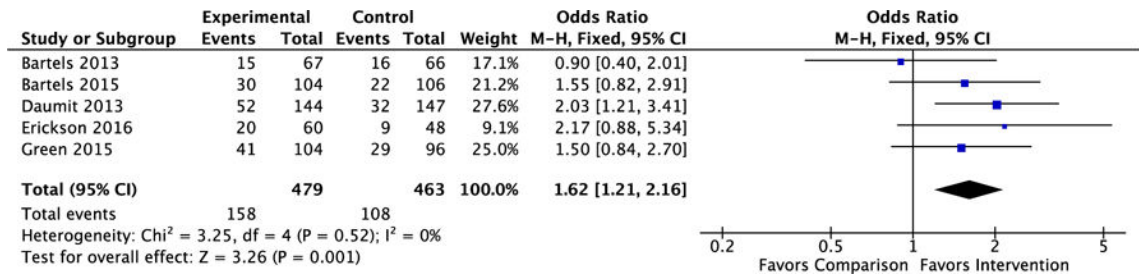 Experimental Control Odds Ratio Odds Ratio
Study or Subgroup Events Total Events Total Weight M-H, Fixed, 95% CI M-H, Fixed, 95% CI
Bartels 2013 15 67 16 66 17.1% 0.90 [0.40, 2.01]
Bartels 2015 30 104 22 106 21.2% 1.55 [0.82, 2.91]
Daumit 2013 52 144 32 147 27.6% 2.03 [1.21, 3.41]
Erickson 2016 20 60 9 48 9.1% 2.17 [0.88, 5.34]
Green 2015 41 104 29 96 25.0% 1.50 [0.84, 2.70]
Total (95% CI) 479 463 100.0% 1.62 [1.21, 2.16]
Total events 158 108
Heterogeneity: Chi² = 3.25, df = 4 (P = 0.52); I² = 0%
Test for overall effect: Z = 3.26 (P = 0.001)
0.2 0.5 1 2 5
Favors Comparison Favors Intervention